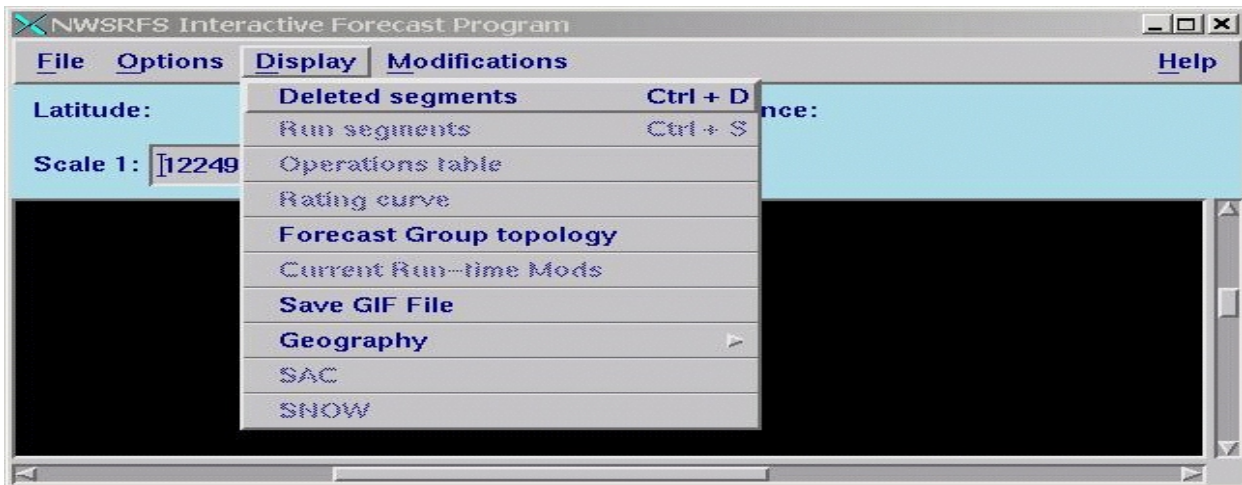 NWSRFS Interactive Forecast Program
File Options Display Modifications Help
Latitude: nce:
Scale 1: 12249
Deleted segments Ctrl + D
Run segments Ctrl + S
Operations table
Rating curve
Forecast Group topology
Current Run-time Mods
Save GIF File
Geography
SAC
SNOW